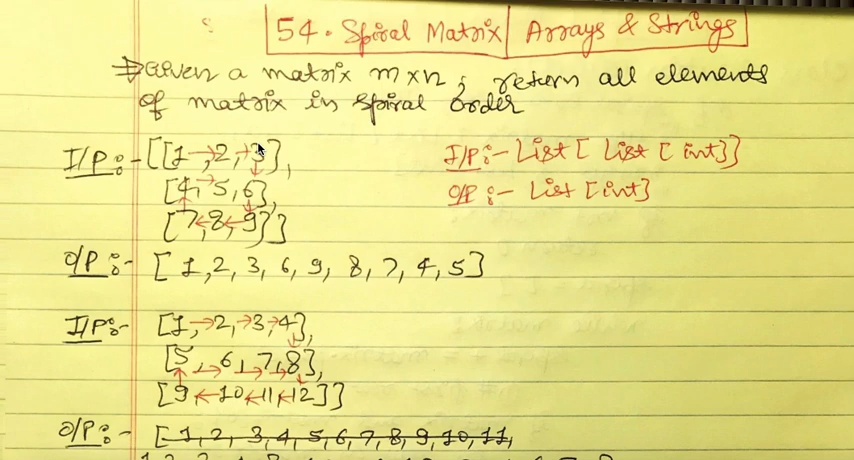 54. Spiral Matrix | Arrays & Strings
⇒ Given a matrix m x n ; return all elements
of matrix in spiral order
I/P :- [[1 → ,2, → 3],
I/P :- List [ List [ int]]
[4, → 5, 6],
O/P :- List [int]
[7, ← 8, ← 9]]
O/P :- [ 1, 2, 3, 6, 9, 8, 7, 4, 5]
I/P :- [1, → 2, → 3, → 4],
[5, → 6, → 7, → 8],
[9 ← 10 ← 11 ← 12]]
O/P :- [ 1, 2, 3, 4, 5, 6, 7, 8, 9, 10, 11,